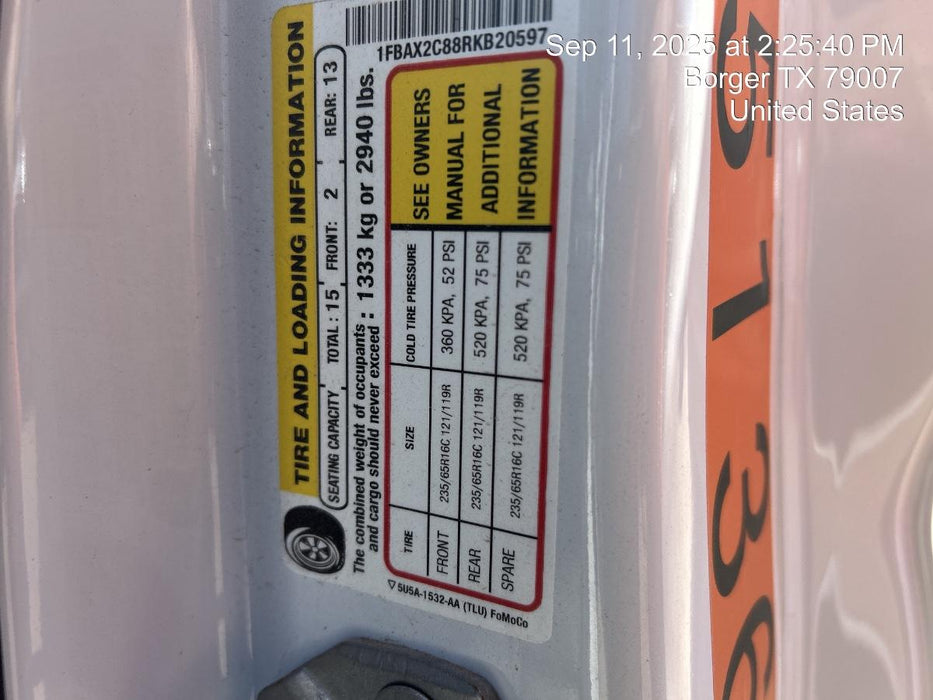 Sep 11, 2025 at 2:25:40 PM
Borger TX 79007
United States
1FBAX2C88RKB20597
TIRE AND LOADING INFORMATION
SEATING CAPACITY TOTAL : 15 FRONT: 2 REAR: 13
The combined weight of occupants
and cargo should never exceed : 1333 kg or 2940 lbs.
TIRE SIZE COLD TIRE PRESSURE
FRONT 235/65R16C 121/119R 360 KPA, 52 PSI
REAR 235/65R16C 121/119R 520 KPA, 75 PSI
SPARE 235/65R16C 121/119R 520 KPA, 75 PSI
SEE OWNERS
MANUAL FOR
ADDITIONAL
INFORMATION
5U5A-1532-AA (TLU) FoMoCo
5136